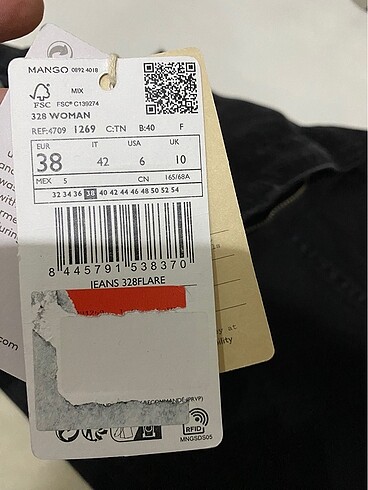 MANGO 0892 4018
MIX
FSC FSC® C139274
328 WOMAN
REF:4709 1269 C:TN B:40 F
EUR IT USA UK
38 42 6 10
MEX 5 CN 165/68A
32 34 36 38 40 42 44 46 48 50 52 54
8 445791 538370
JEANS 328FLARE
RFID
MNGSDS05
.com
y at